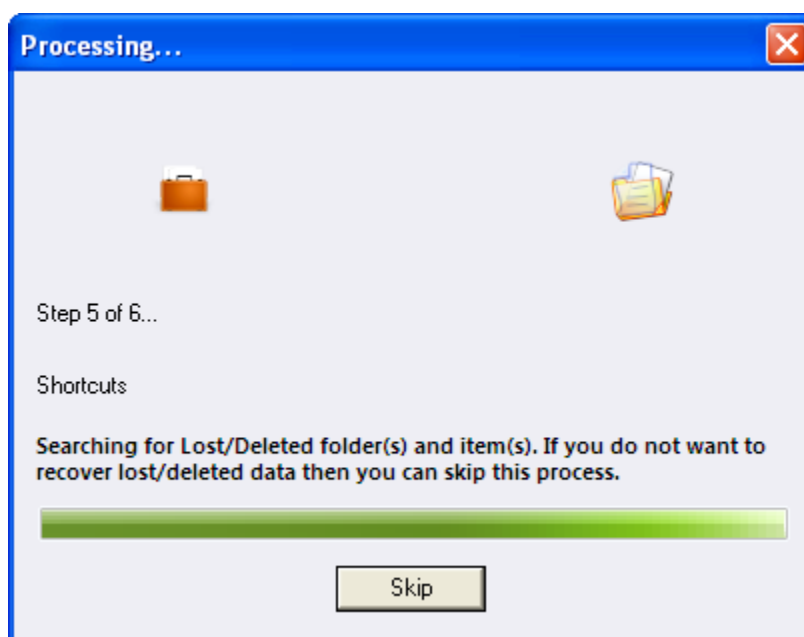 Processing...
Step 5 of 6...
Shortcuts
Searching for Lost/Deleted folder(s) and item(s). If you do not want to
recover lost/deleted data then you can skip this process.
Skip